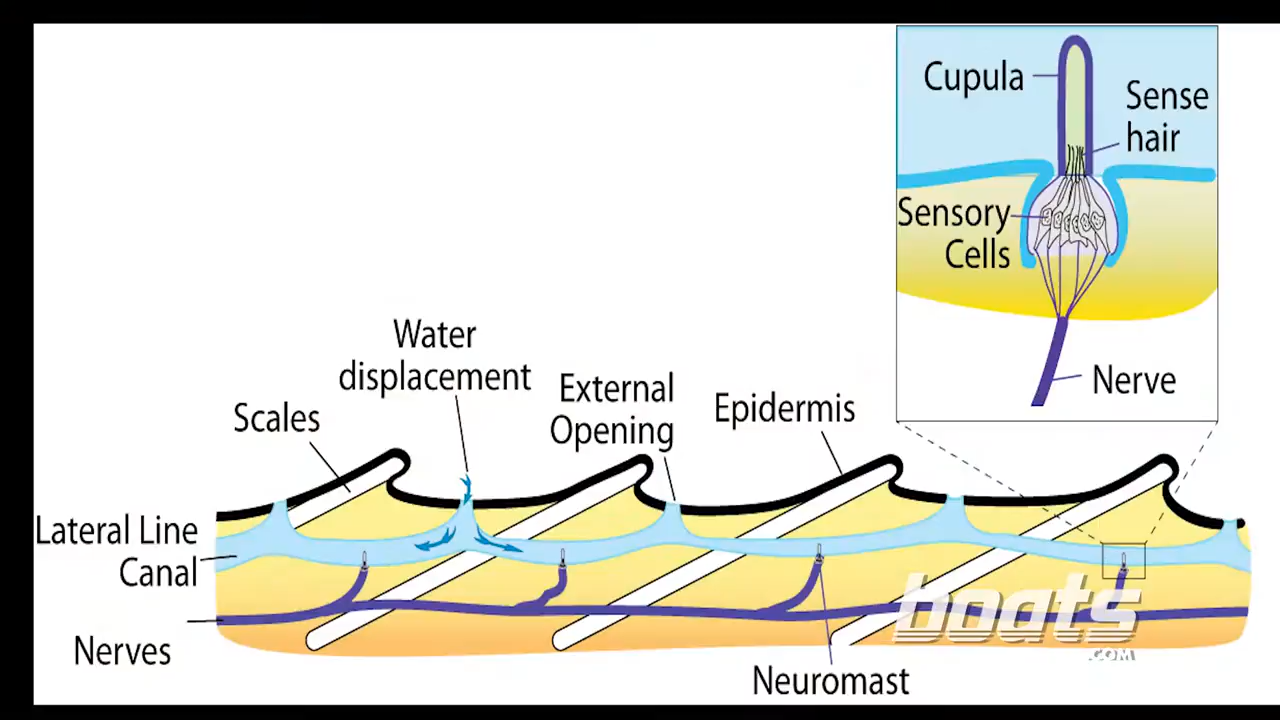 Cupula
Sense
hair
Sensory
Cells
Nerve
Water
displacement
External
Opening
Epidermis
Scales
Lateral Line
Canal
Nerves
Neuromast
boats
.COM